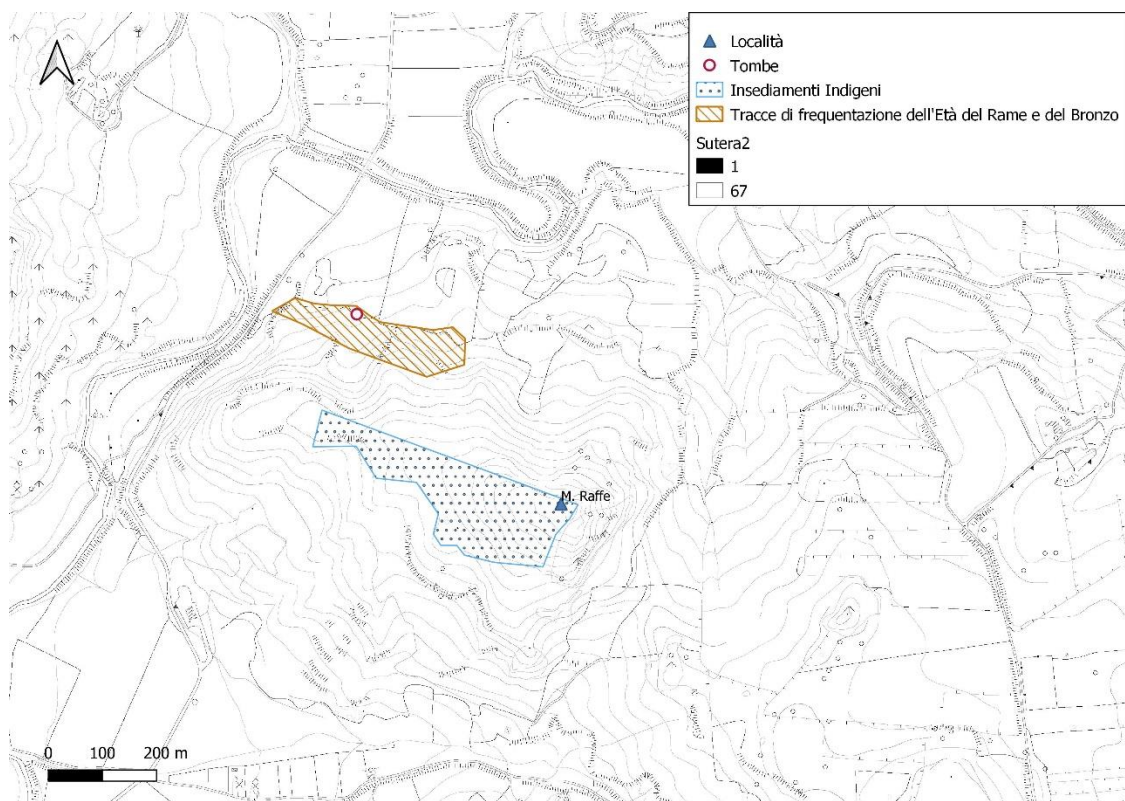 Località
Tombe
Insediamenti Indigeni
Tracce di frequentazione dell'Età del Rame e del Bronzo
Sutera2
1
67
M. Raffe
0 100 200 m